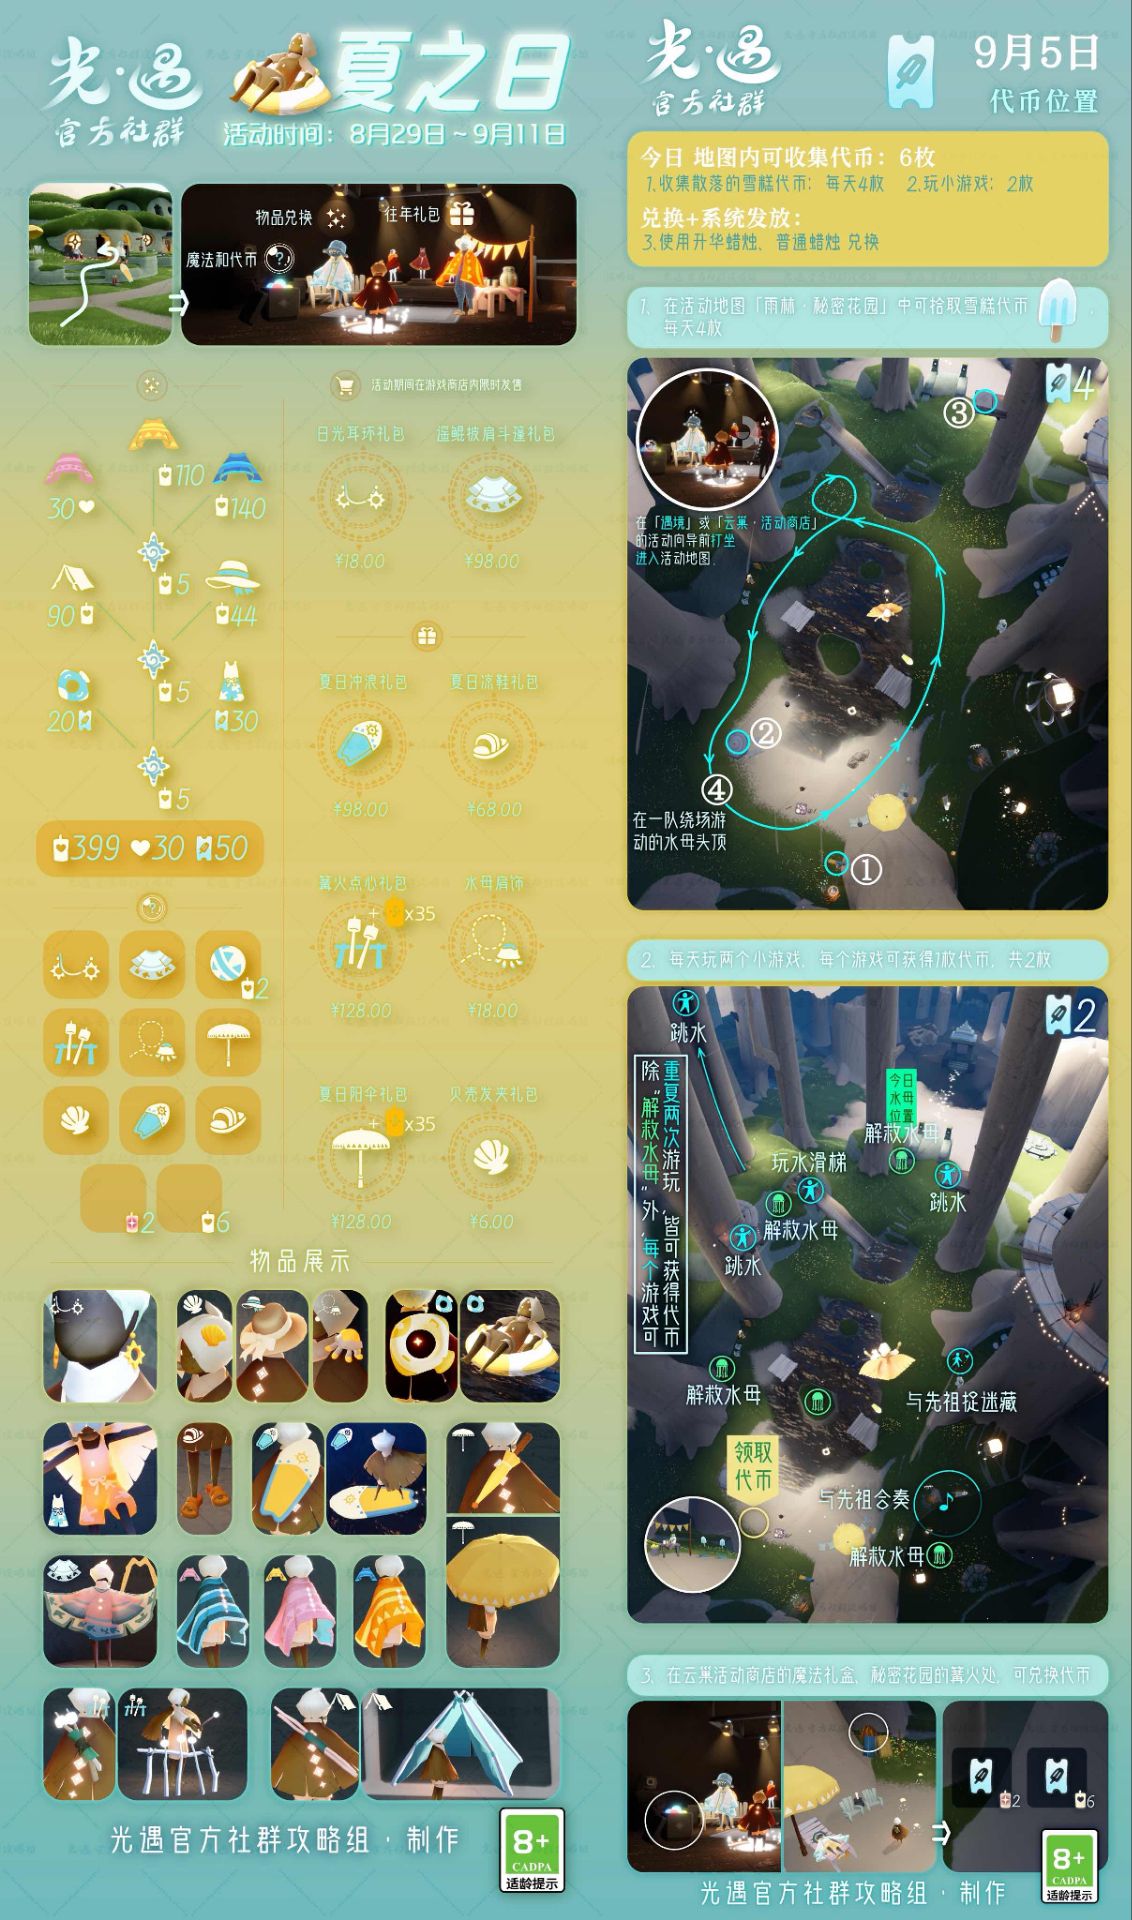 光·遇
官方社群
夏之日
活动时间：8月29日~9月11日
物品兑换
往年礼包
魔法和代币
活动期间在游戏商店内限时发售
110
30
140
5
90
44
5
20
30
5
399 30 50
2
2
6
日光耳环礼包
遥鲲披肩斗篷礼包
¥18.00
¥98.00
夏日冲浪礼包
夏日凉鞋礼包
¥98.00
¥68.00
篝火点心礼包
水母肩饰
+ x35
¥128.00
¥18.00
夏日阳伞礼包
贝壳发夹礼包
+ x35
¥128.00
¥6.00
物品展示
光遇官方社群攻略组·制作
8+
CADPA
适龄提示
光·遇
官方社群
9月5日
代币位置
今日 地图内可收集代币：6枚
1、收集散落的雪糕代币：每天4枚 2、玩小游戏：2枚
兑换+系统发放：
3、使用升华蜡烛、普通蜡烛 兑换
1、在活动地图「雨林·秘密花园」中可拾取雪糕代币 ，
每天4枚
4
③
在「遇境」或「云巢·活动商店」
的活动向导前打坐
进入活动地图
②
④
在一队绕场游
动的水母头顶
①
2、每天玩两个小游戏，每个游戏可获得1枚代币，共2枚
2
跳水
除“解救水母”外，每个游戏可
重复两次游玩，皆可获得代币
今日
水母
位置
解救水母
玩水滑梯
跳水
解救水母
跳水
解救水母
与先祖捉迷藏
领取
代币
与先祖合奏
解救水母
3、在云巢活动商店的魔法礼盒、秘密花园的篝火处，可兑换代币
2
6
光遇官方社群攻略组·制作
8+
CADPA
适龄提示